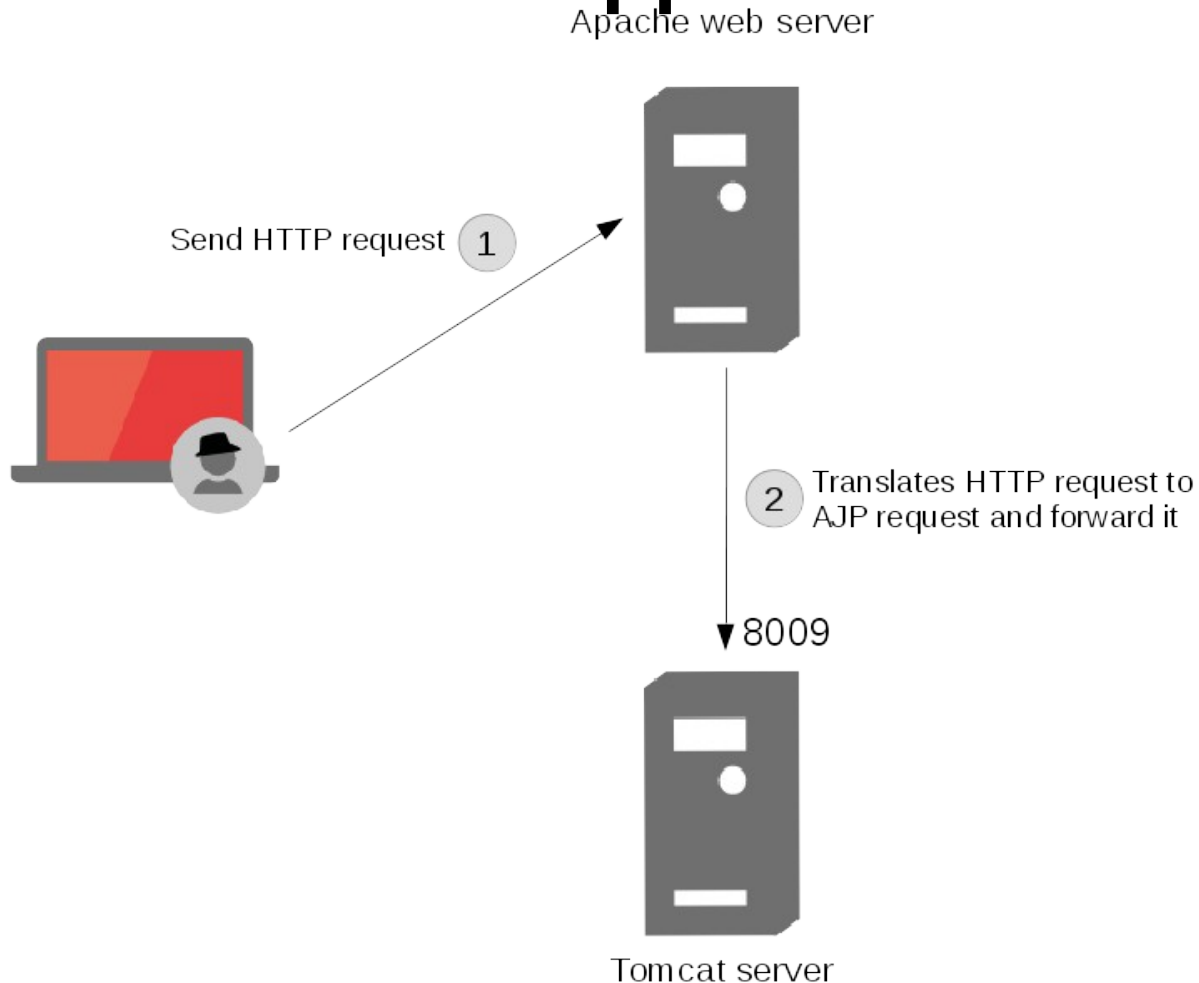 Apache web server
Send HTTP request 1
2 Translates HTTP request to
AJP request and forward it
8009
Tomcat server